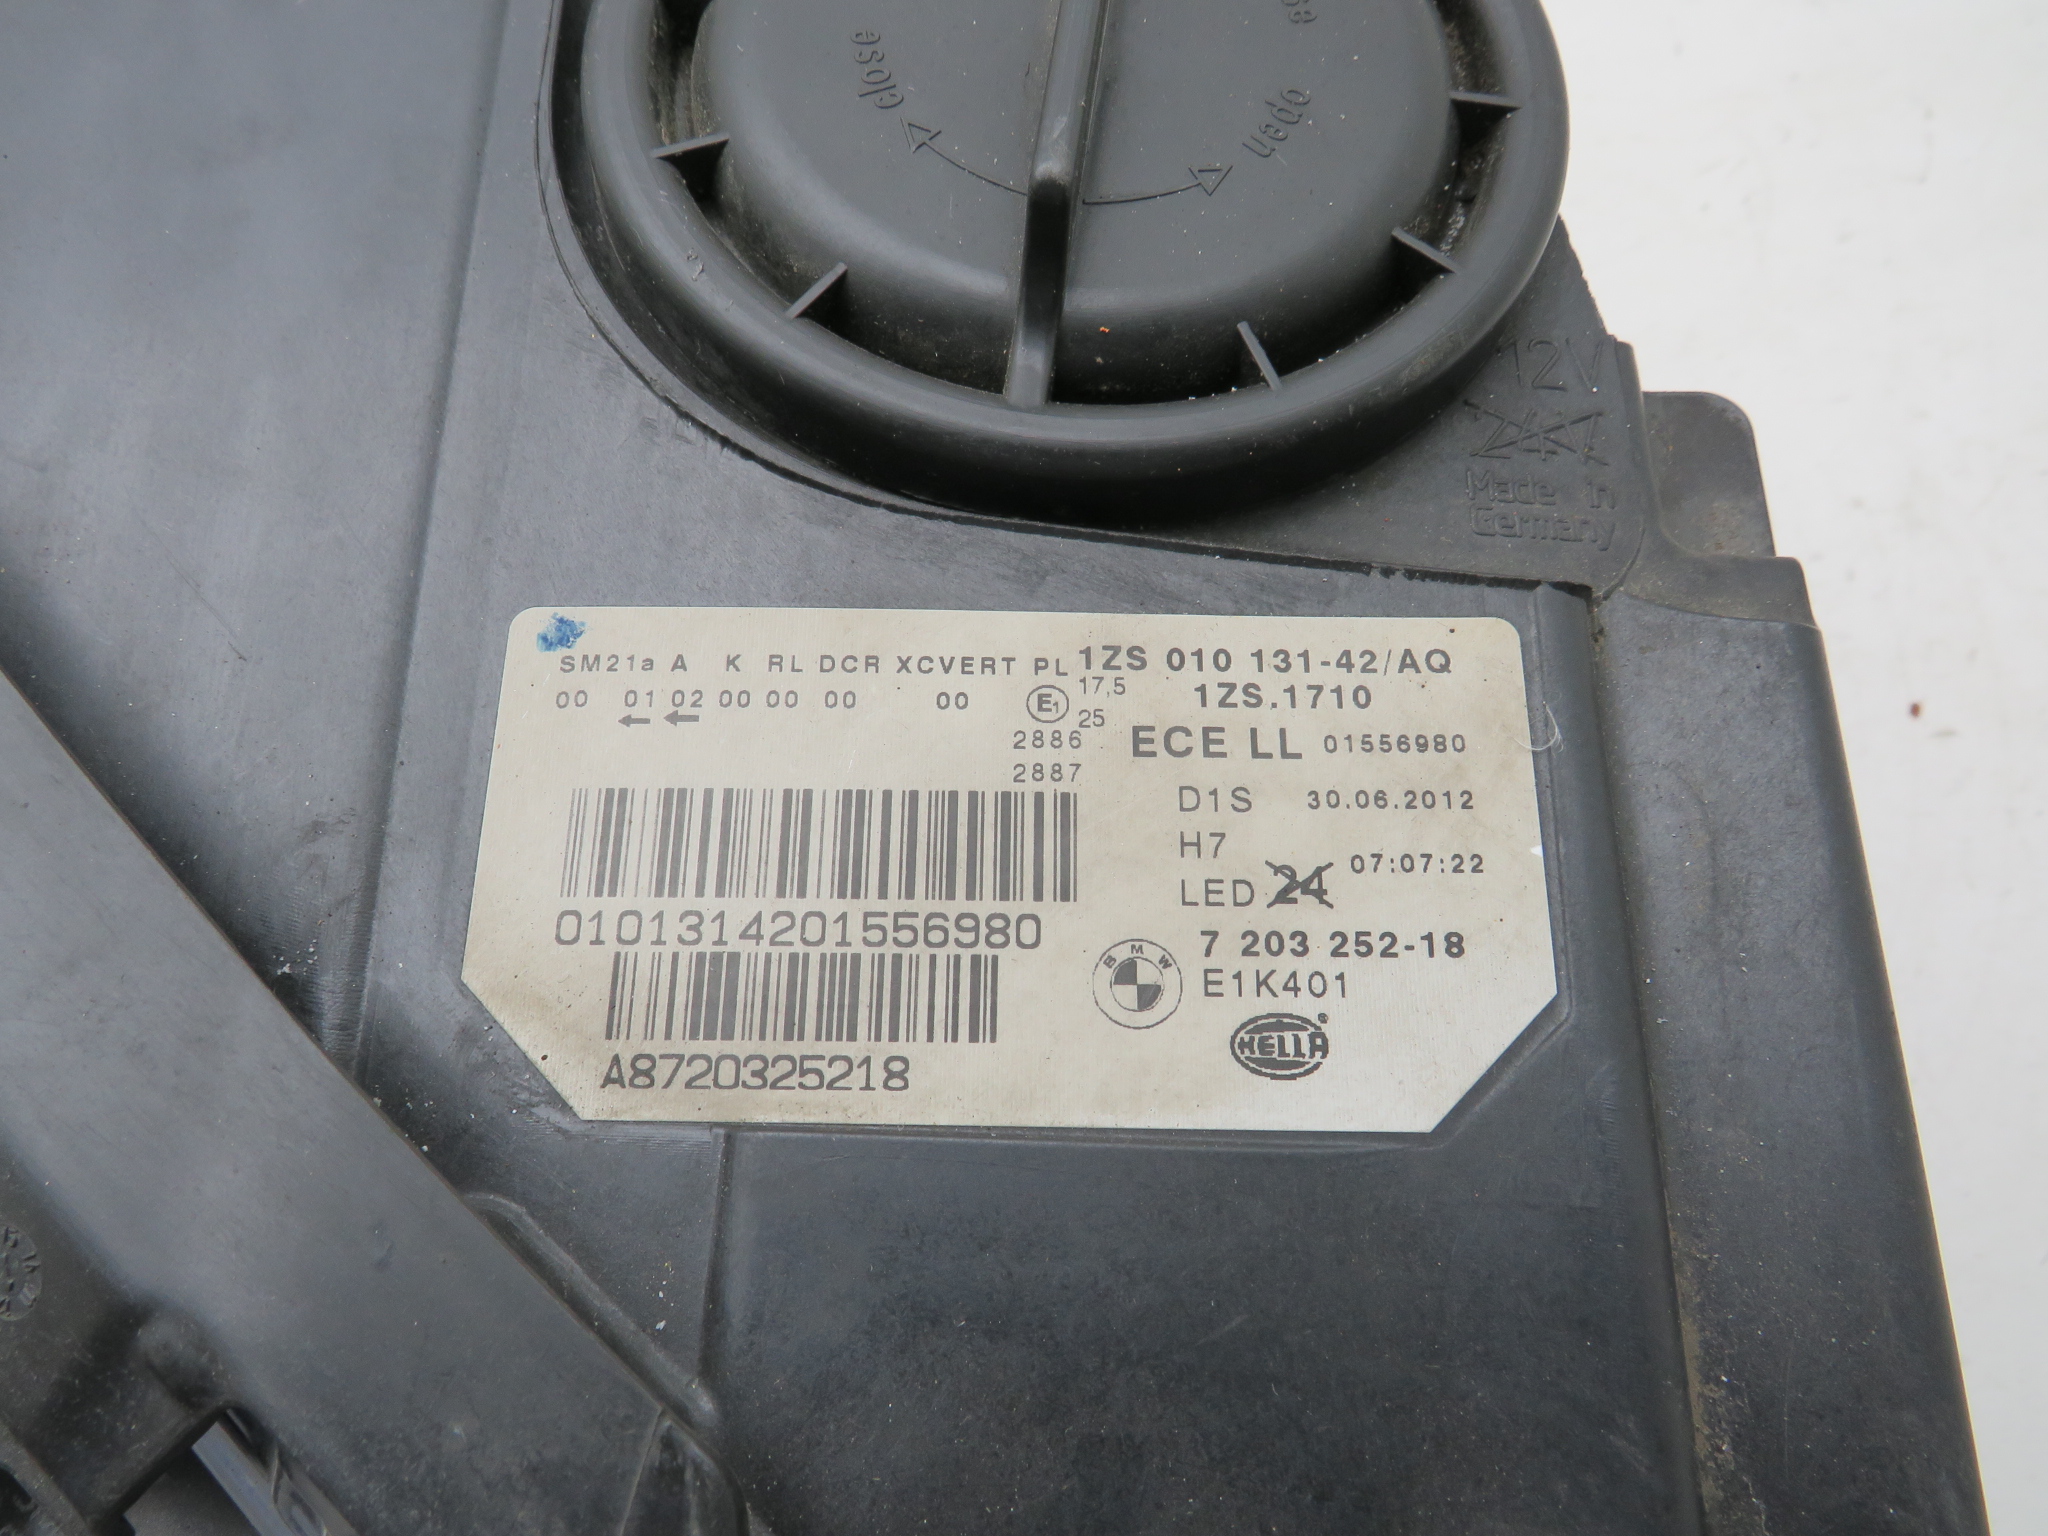 close
open
12V
Made in
Germany
SM21a A K RL DCR XCVERT PL 1ZS 010 131-42/AQ
00 01 02 00 00 00 00 E1 17,5 1ZS.1710
25
2886 ECE LL 01556980
2887
D1S 30.06.2012
H7
07:07:22
LED 24
0101314201556980
BMW 7 203 252-18
E1K401
HELLA®
A8720325218